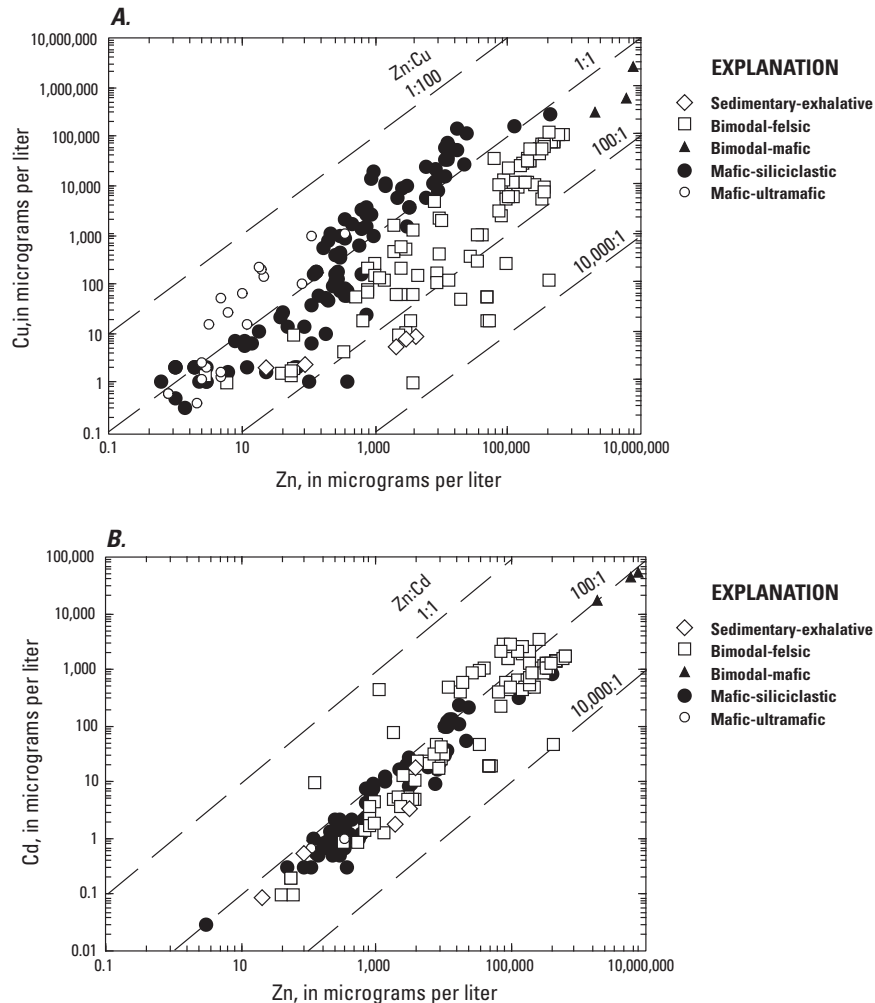 A.
10,000,000
1,000,000
100,000
10,000
1,000
100
10
1
0.1
Cu,in micrograms per liter
Zn:Cu
1:100
1:1
100:1
10,000:1
0.1
10
1,000
100,000
10,000,000
Zn, in micrograms per liter
EXPLANATION
Sedimentary-exhalative
Bimodal-felsic
Bimodal-mafic
Mafic-siliciclastic
Mafic-ultramafic
B.
100,000
10,000
1,000
100
10
1
0.1
0.01
Cd, in micrograms per liter
Zn:Cd
1:1
100:1
10,000:1
0.1
10
1,000
100,000
10,000,000
Zn, in micrograms per liter
EXPLANATION
Sedimentary-exhalative
Bimodal-felsic
Bimodal-mafic
Mafic-siliciclastic
Mafic-ultramafic